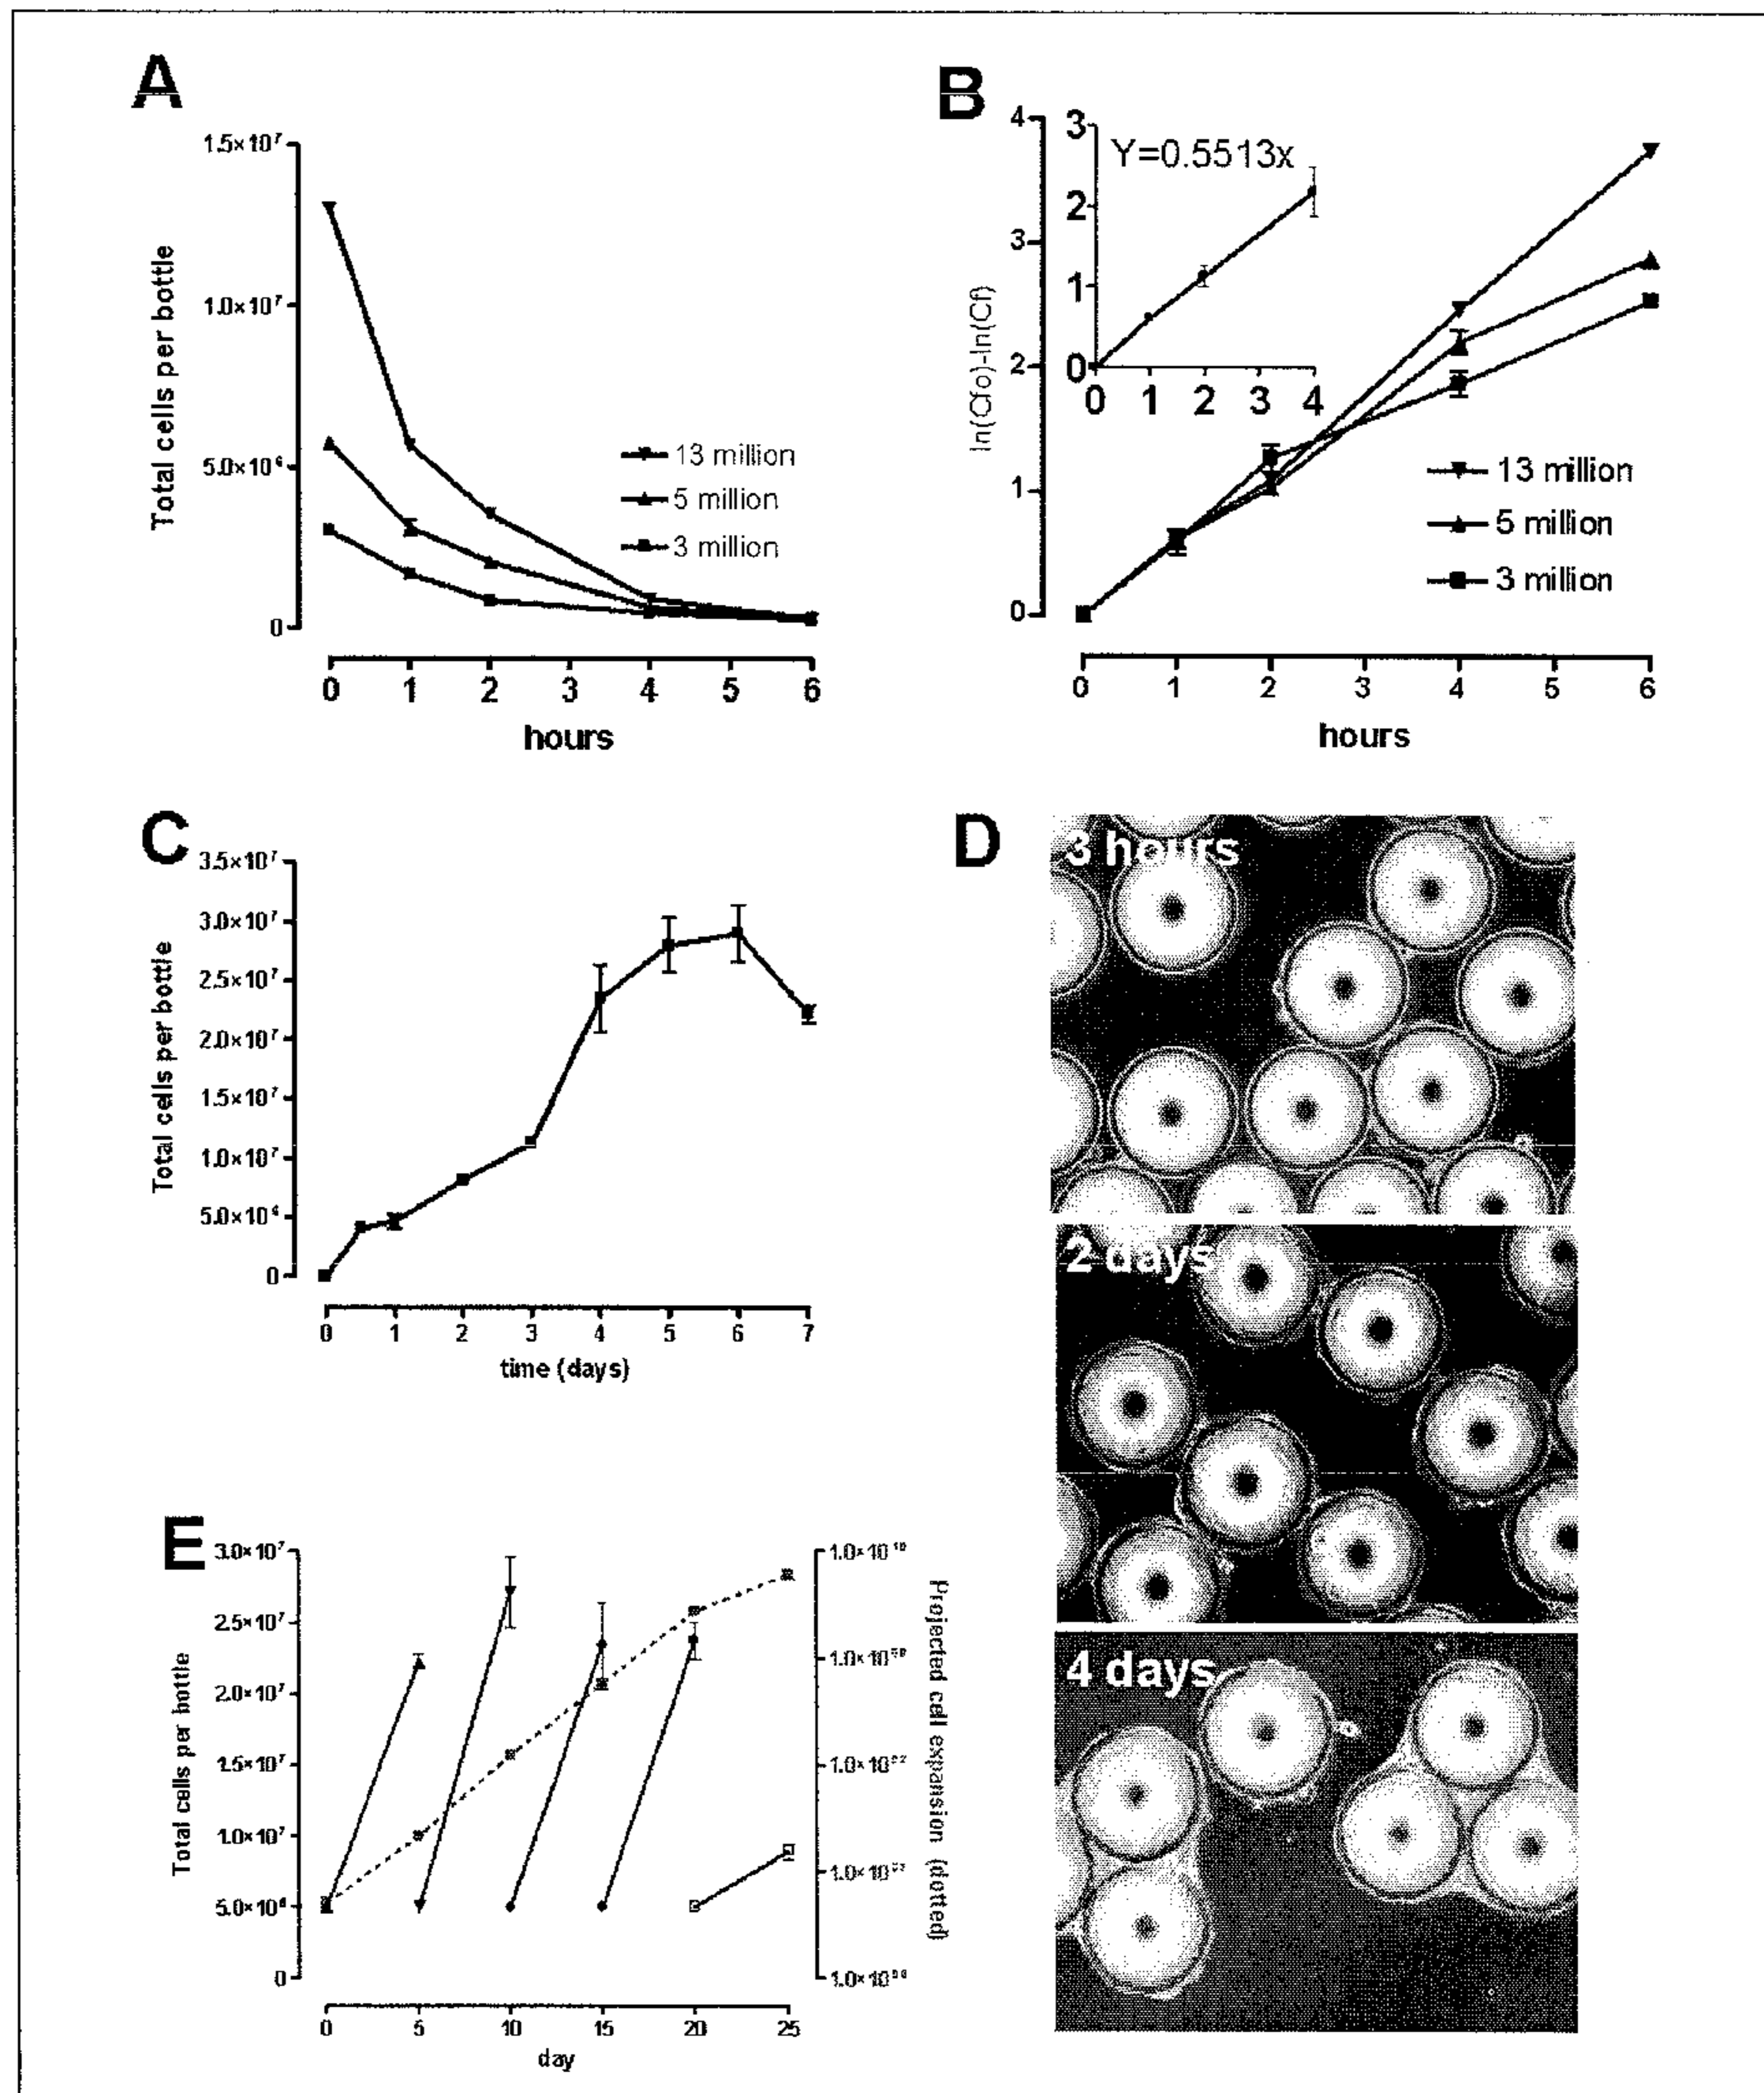 A
1.5×10⁷
1.0×10⁷
5.0×10⁶
0
Total cells per bottle
13 million
5 million
3 million
0 1 2 3 4 5 6
hours
B
4
3
2
1
0
ln(Cfo)-ln(Cf)
3
2
1
0
Y=0.5513x
0 1 2 3 4
13 million
5 million
3 million
0 1 2 3 4 5 6
hours
C
3.5×10⁷
3.0×10⁷
2.5×10⁷
2.0×10⁷
1.5×10⁷
1.0×10⁷
0
Total cells per bottle
0 1 2 3 4 5 6 7
time (days)
D
3 hours
2 days
4 days
E
3.0×10⁷
2.5×10⁷
2.0×10⁷
1.5×10⁷
1.0×10⁷
5.0×10⁶
0
Total cells per bottle
Projected cell expansion (dotted)
0 5 10 15 20 25
day